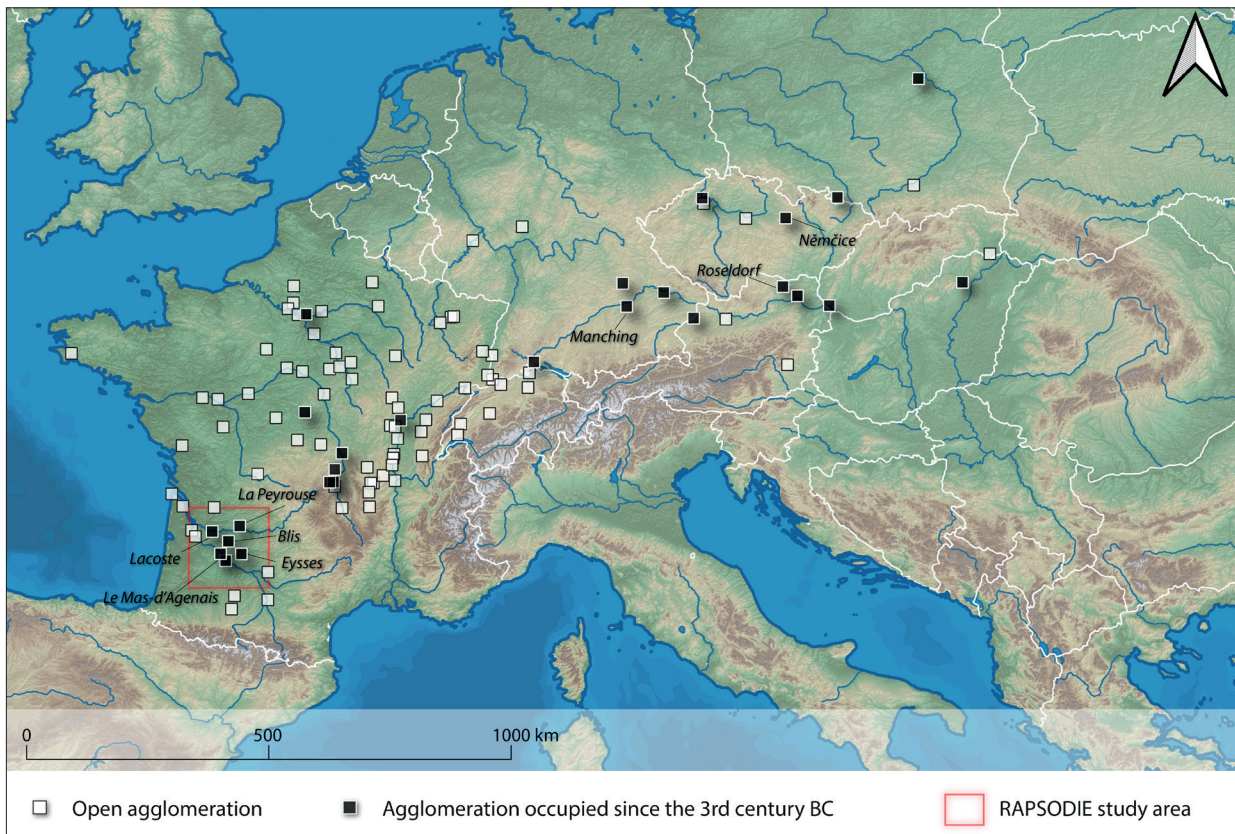 Němčice
Roseldorf
Manching
La Peyrouse
Blis
Lacoste
Eysses
Le Mas-d'Agenais
0 500 1000 km
Open agglomeration
Agglomeration occupied since the 3rd century BC
RAPSODIE study area